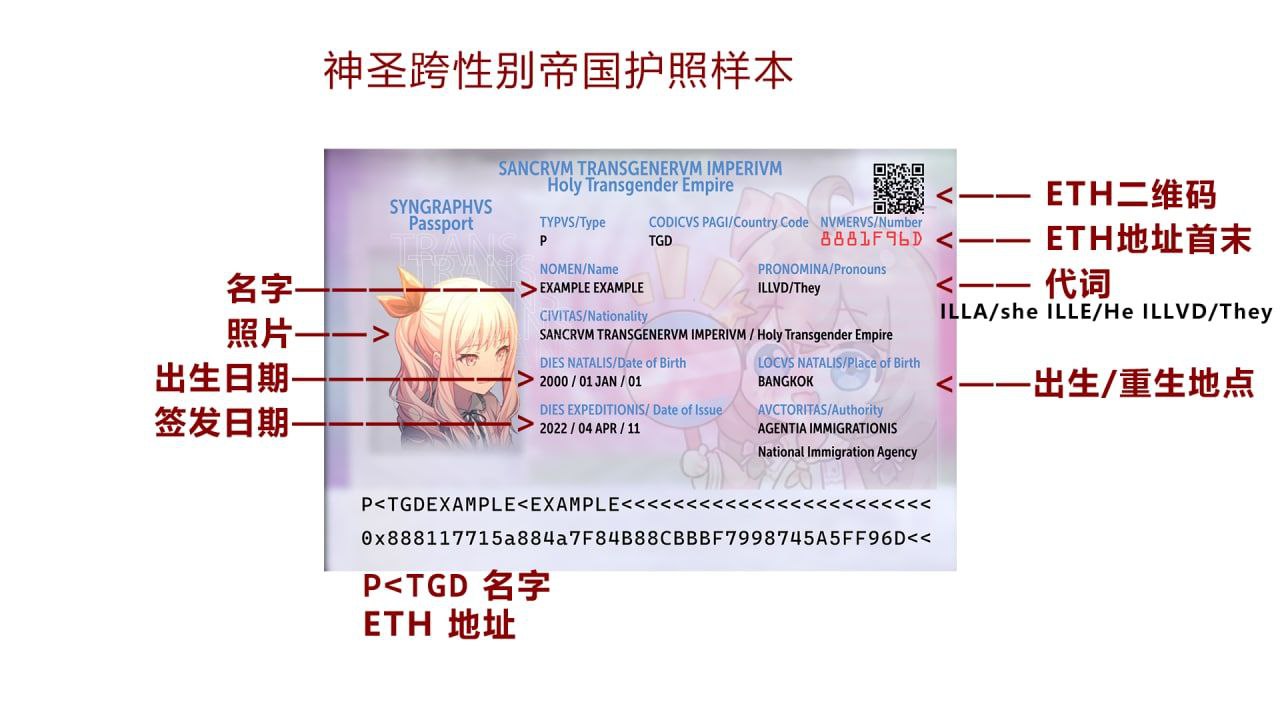 神圣跨性别帝国护照样本
SANCRVM TRANSGENERVM IMPERIVM
Holy Transgender Empire
SYNGRAPHVS
Passport
TYPVS/Type
CODICVS PAGI/Country Code
NVMERVS/Number
P
TGD
8881F96D
<—— ETH二维码
<—— ETH地址首末
TRANS
TRANS
NOMEN/Name
PRONOMINA/Pronouns
名字————————>
EXAMPLE EXAMPLE
ILLVD/They
<—— 代词
ILLA/she ILLE/He ILLVD/They
CiVITAS/Nationality
照片——>
SANCRVM TRANSGENERVM IMPERIVM / Holy Transgender Empire
DIES NATALIS/Date of Birth
LOCVS NATALIS/Place of Birth
出生日期————————>
2000 / 01 JAN / 01
BANGKOK
<——出生/重生地点
DIES EXPEDITIONIS/ Date of Issue
AVCTORITAS/Authority
签发日期————————>
2022 / 04 APR / 11
AGENTIA IMMIGRATIONIS
National Immigration Agency
P<TGDEXAMPLE<EXAMPLE<<<<<<<<<<<<<<<<<<<<<<<<
0x888117715a884a7F84B88CBBBF7998745A5FF96D<<
P<TGD 名字
ETH 地址